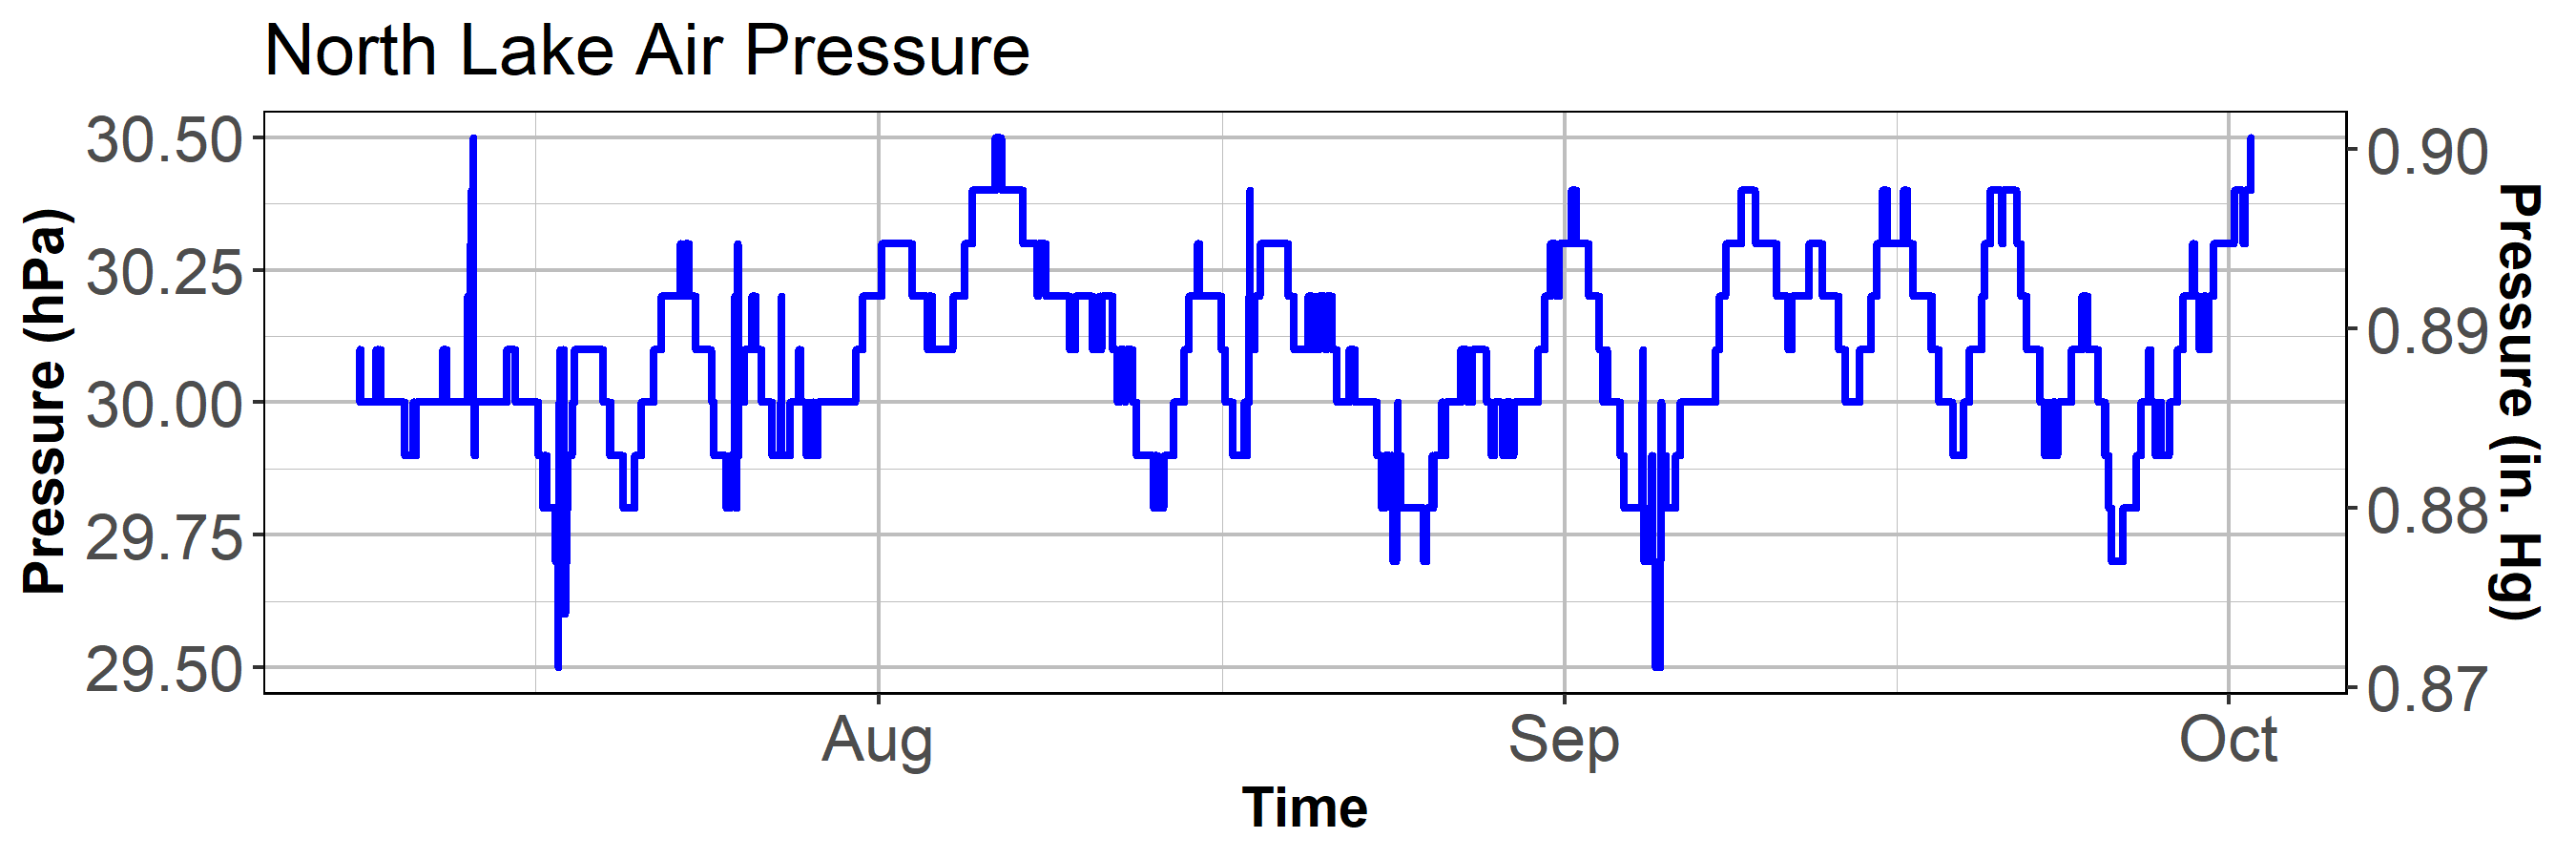 North Lake Air Pressure
Pressure (hPa)
30.50
30.25
30.00
29.75
29.50
0.90
0.89
0.88
0.87
Pressure (in. Hg)
Aug Sep Oct
Time